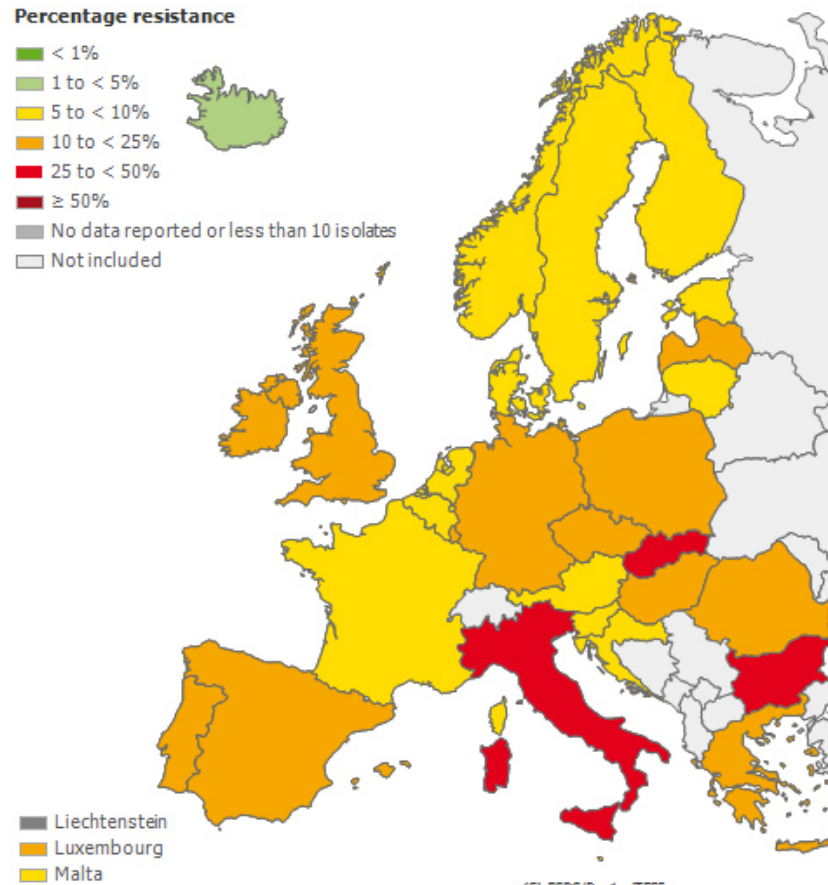 Percentage resistance
< 1%
1 to < 5%
5 to < 10%
10 to < 25%
25 to < 50%
≥ 50%
No data reported or less than 10 isolates
Not included
Liechtenstein
Luxembourg
Malta